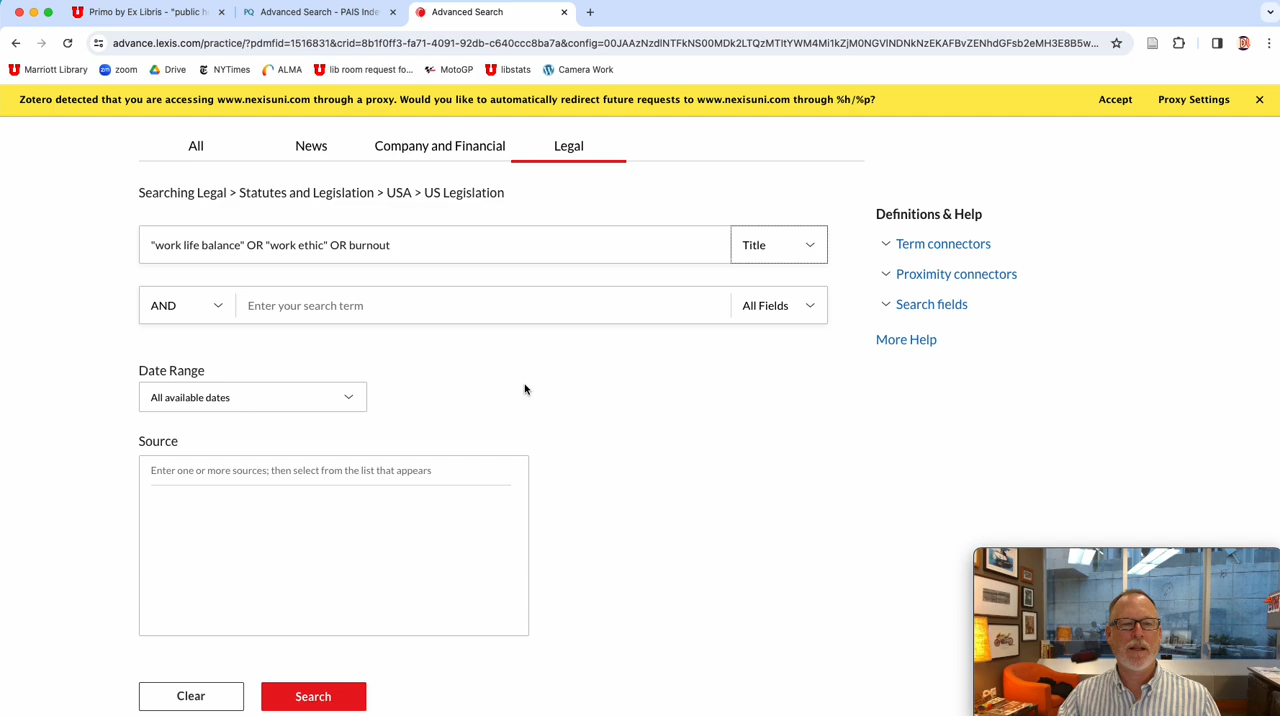 Primo by Ex Libris - "public h
Advanced Search - PAIS Inde
Advanced Search
advance.lexis.com/practice/?pdmfid=1516831&crid=8b1f0ff3-fa71-4091-92db-c640ccc8ba7a&config=00JAAzNzdlNTFkNS00MDk2LTQzMTItYWM4Mi1kZjM0NGVlNDNkNzEKAFBvZENhdGFsb2eMH3E8B5w...
Marriott Library
zoom
Drive
NYTimes
ALMA
lib room request fo...
MotoGP
libstats
Camera Work
Zotero detected that you are accessing www.nexisuni.com through a proxy. Would you like to automatically redirect future requests to www.nexisuni.com through %h/%p?
Accept
Proxy Settings
All
News
Company and Financial
Legal
Searching Legal > Statutes and Legislation > USA > US Legislation
"work life balance" OR "work ethic" OR burnout
Title
AND
Enter your search term
All Fields
Date Range
All available dates
Source
Enter one or more sources; then select from the list that appears
Clear
Search
Definitions & Help
Term connectors
Proximity connectors
Search fields
More Help